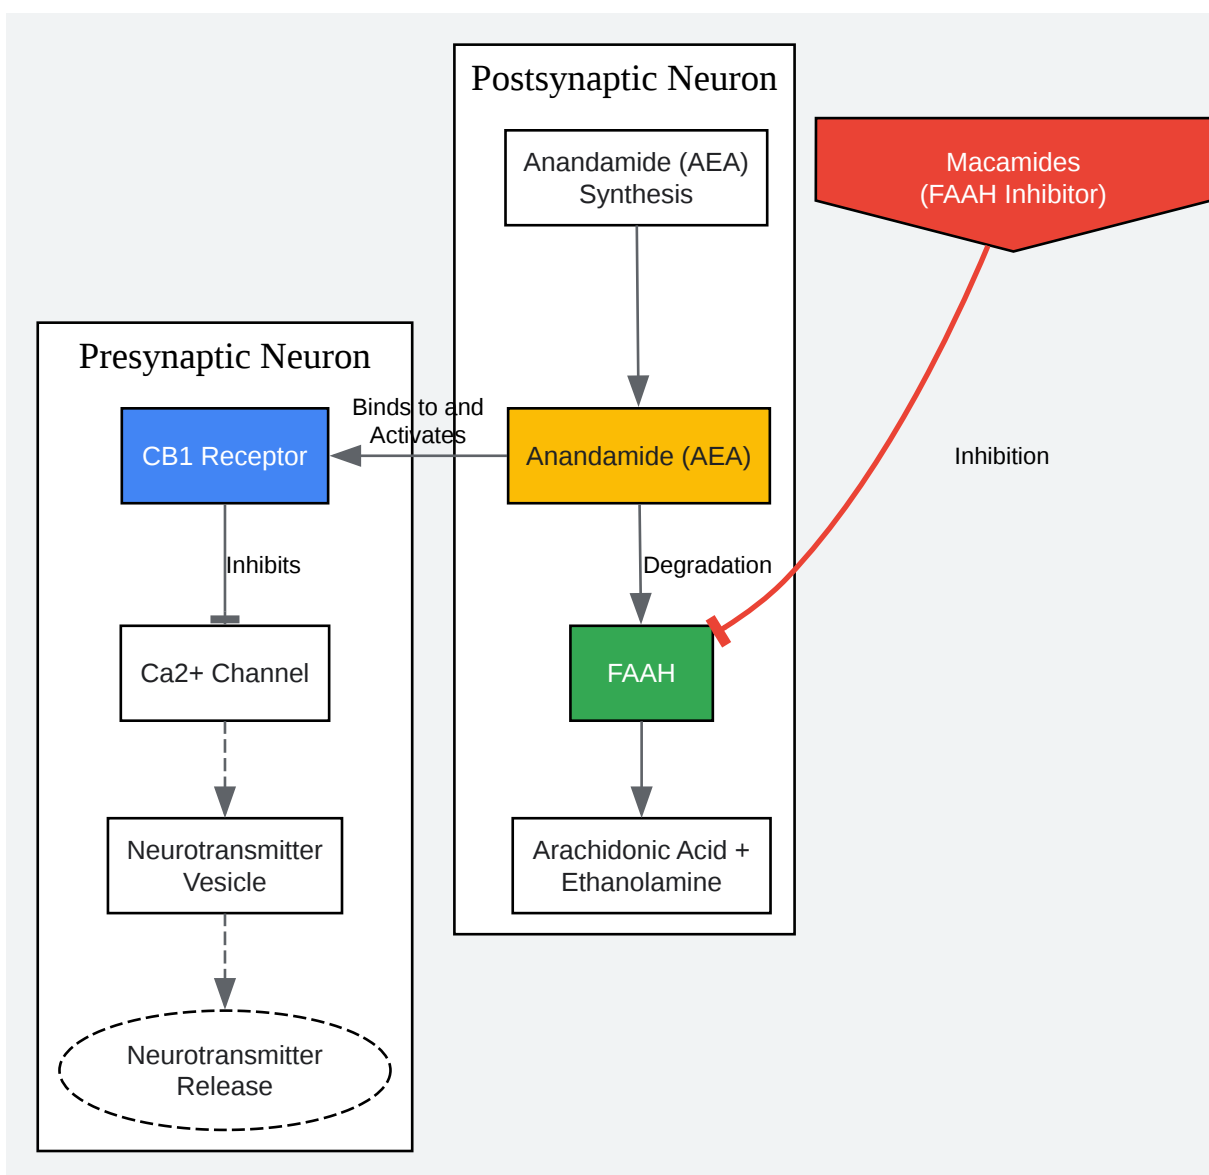 Postsynaptic Neuron
Anandamide (AEA)
Synthesis
Macamides
(FAAH Inhibitor)
Presynaptic Neuron
Binds to and
Activates
CB1 Receptor
Anandamide (AEA)
Inhibition
Inhibits
Degradation
Ca2+ Channel
FAAH
Neurotransmitter
Vesicle
Arachidonic Acid +
Ethanolamine
Neurotransmitter
Release